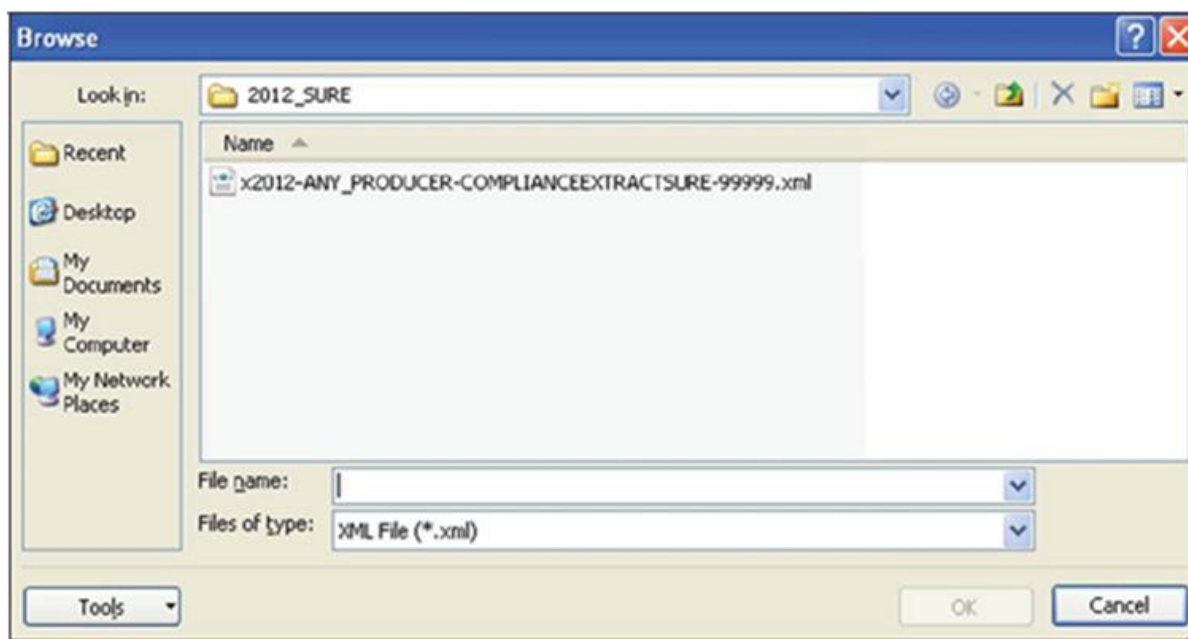 Browse
Look in: 2012_SURE
Name
Recent
x2012-ANY_PRODUCER-COMPLIANCEEXTRACTSURE-99999.xml
Desktop
My
Documents
My
Computer
My Network
Places
File name:
Files of type: XML File (*.xml)
Tools OK Cancel